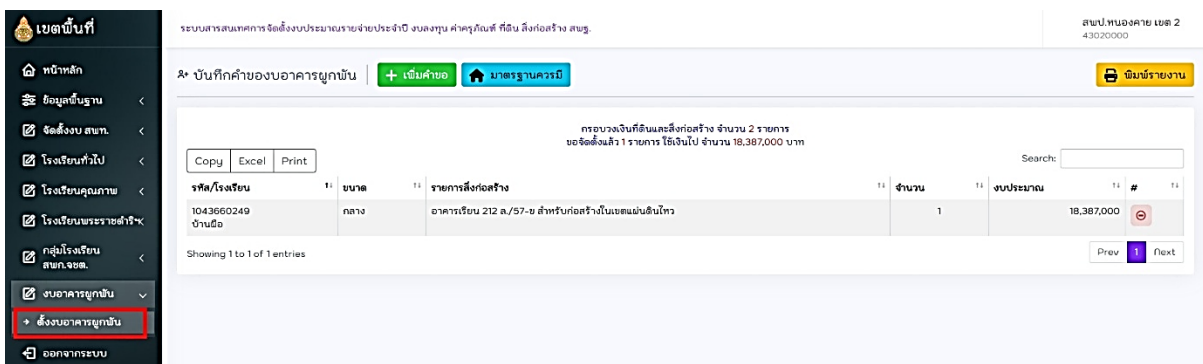 เขตพื้นที่
ระบบสารสนเทศการจัดตั้งงบประมาณรายจ่ายประจำปี งบลงทุน ค่าครุภัณฑ์ ที่ดิน สิ่งก่อสร้าง สพฐ.
สพป.หนองคาย เขต 2
43020000
หน้าหลัก
ข้อมูลพื้นฐาน
จัดตั้งงบ สพท.
โรงเรียนทั่วไป
โรงเรียนคุณภาพ
โรงเรียนพระราชดำริฯ
กลุ่มโรงเรียน
สพก.จชต.
งบอาคารผูกพัน
ตั้งงบอาคารผูกพัน
ออกจากระบบ
บันทึกคำของบอาคารผูกพัน
เพิ่มคำขอ
มาตรฐานควรมี
พิมพ์รายงาน
กรอบวงเงินที่ดินและสิ่งก่อสร้าง จำนวน 2 รายการ
ขอจัดตั้งแล้ว 1 รายการ ใช้เงินไป จำนวน 18,387,000 บาท
Copy Excel Print
Search:
รหัส/โรงเรียน ขนาด รายการสิ่งก่อสร้าง จำนวน งบประมาณ #
1043660249 กลาง อาคารเรียน 212 ล./57-ข สำหรับก่อสร้างในเขตแผ่นดินไหว 1 18,387,000
บ้านผือ
Showing 1 to 1 of 1 entries
Prev 1 Next